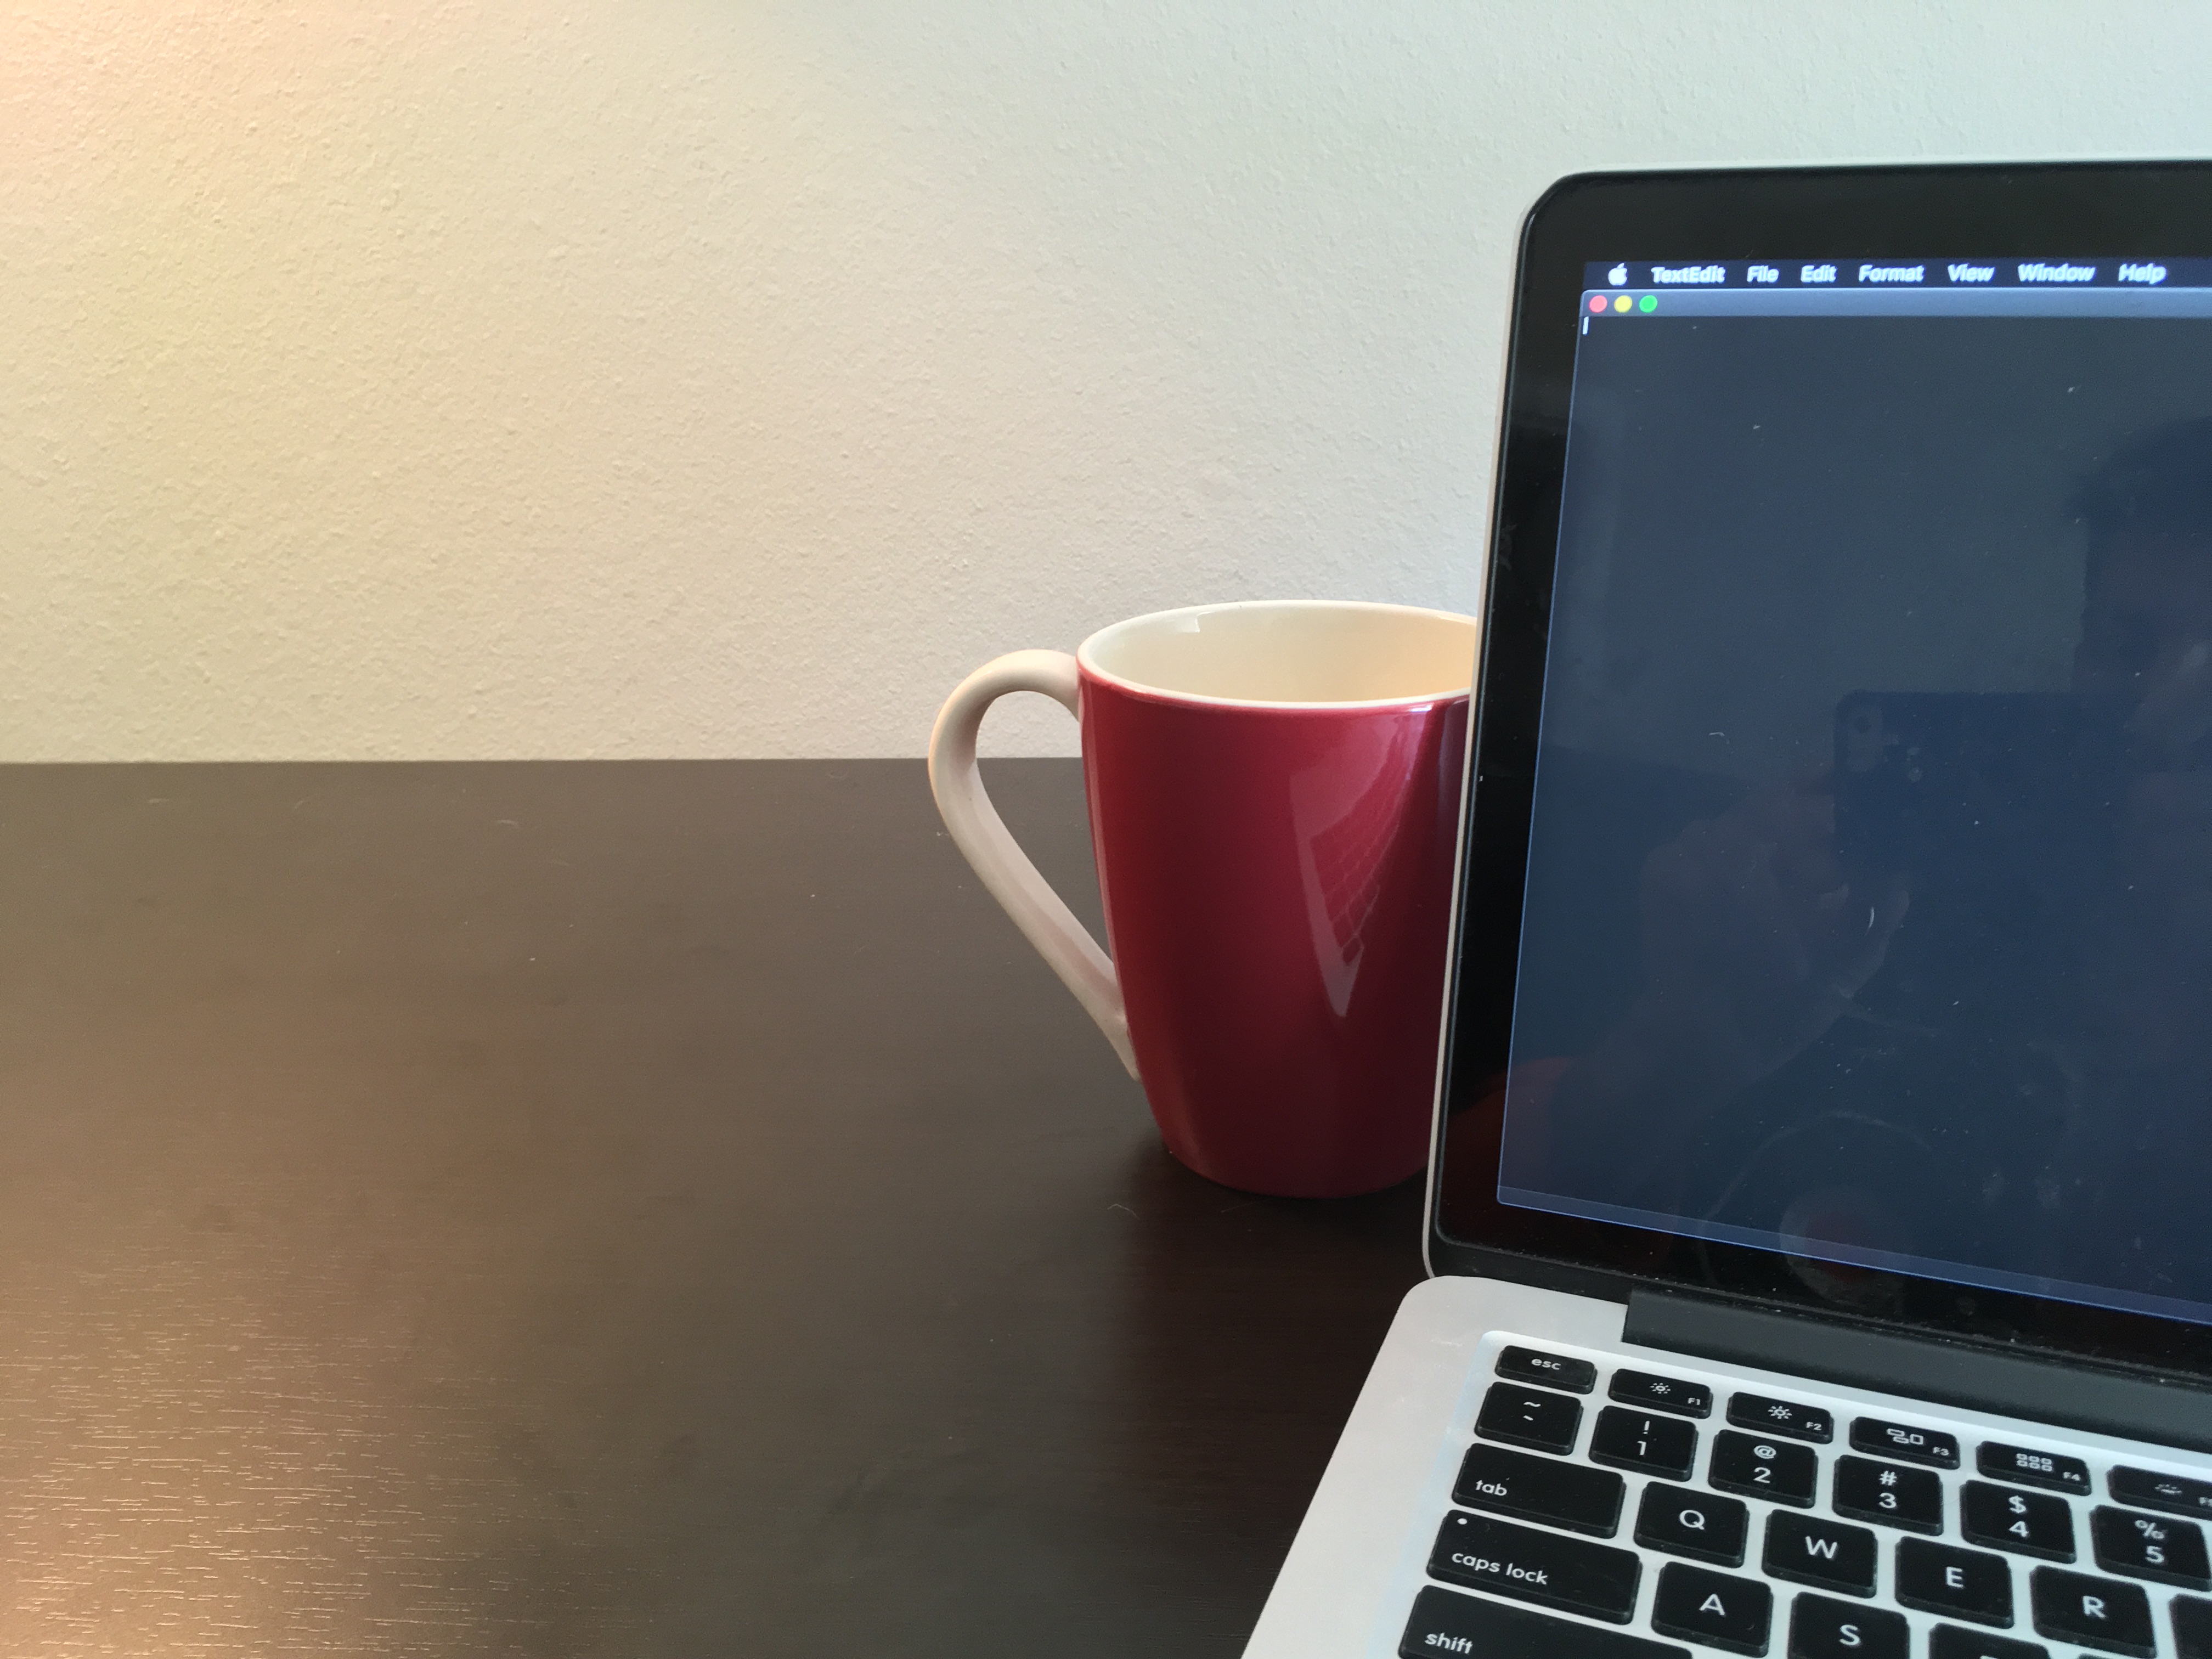 TextEdit File Edit Format View Window Help
esc
F1 F2 F3 F4
~ ! @ # $ %
` 1 2 3 4 5
tab Q W E R
caps lock A S
shift